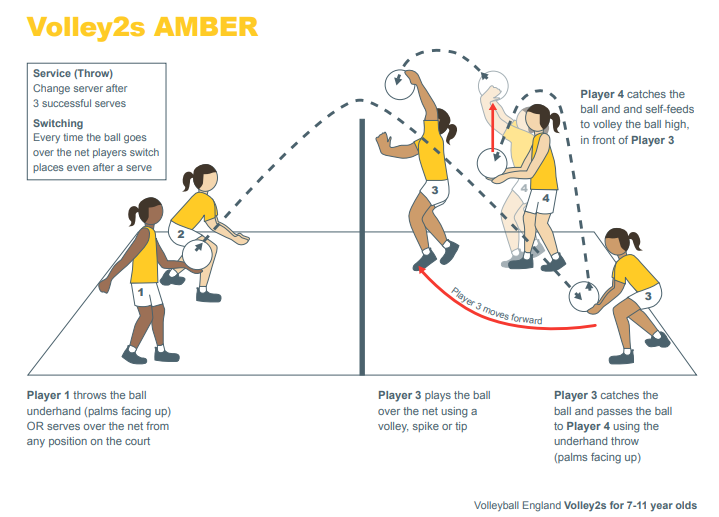 Volley2s AMBER
Service (Throw)
Change server after
3 successful serves
Switching
Every time the ball goes
over the net players switch
places even after a serve
Player 4 catches the
ball and and self-feeds
to volley the ball high,
in front of Player 3
1
2
3
4
4
3
Player 3 moves forward
Player 1 throws the ball
underhand (palms facing up)
OR serves over the net from
any position on the court
Player 3 plays the ball
over the net using a
volley, spike or tip
Player 3 catches the
ball and passes the ball
to Player 4 using the
underhand throw
(palms facing up)
Volleyball England Volley2s for 7-11 year olds